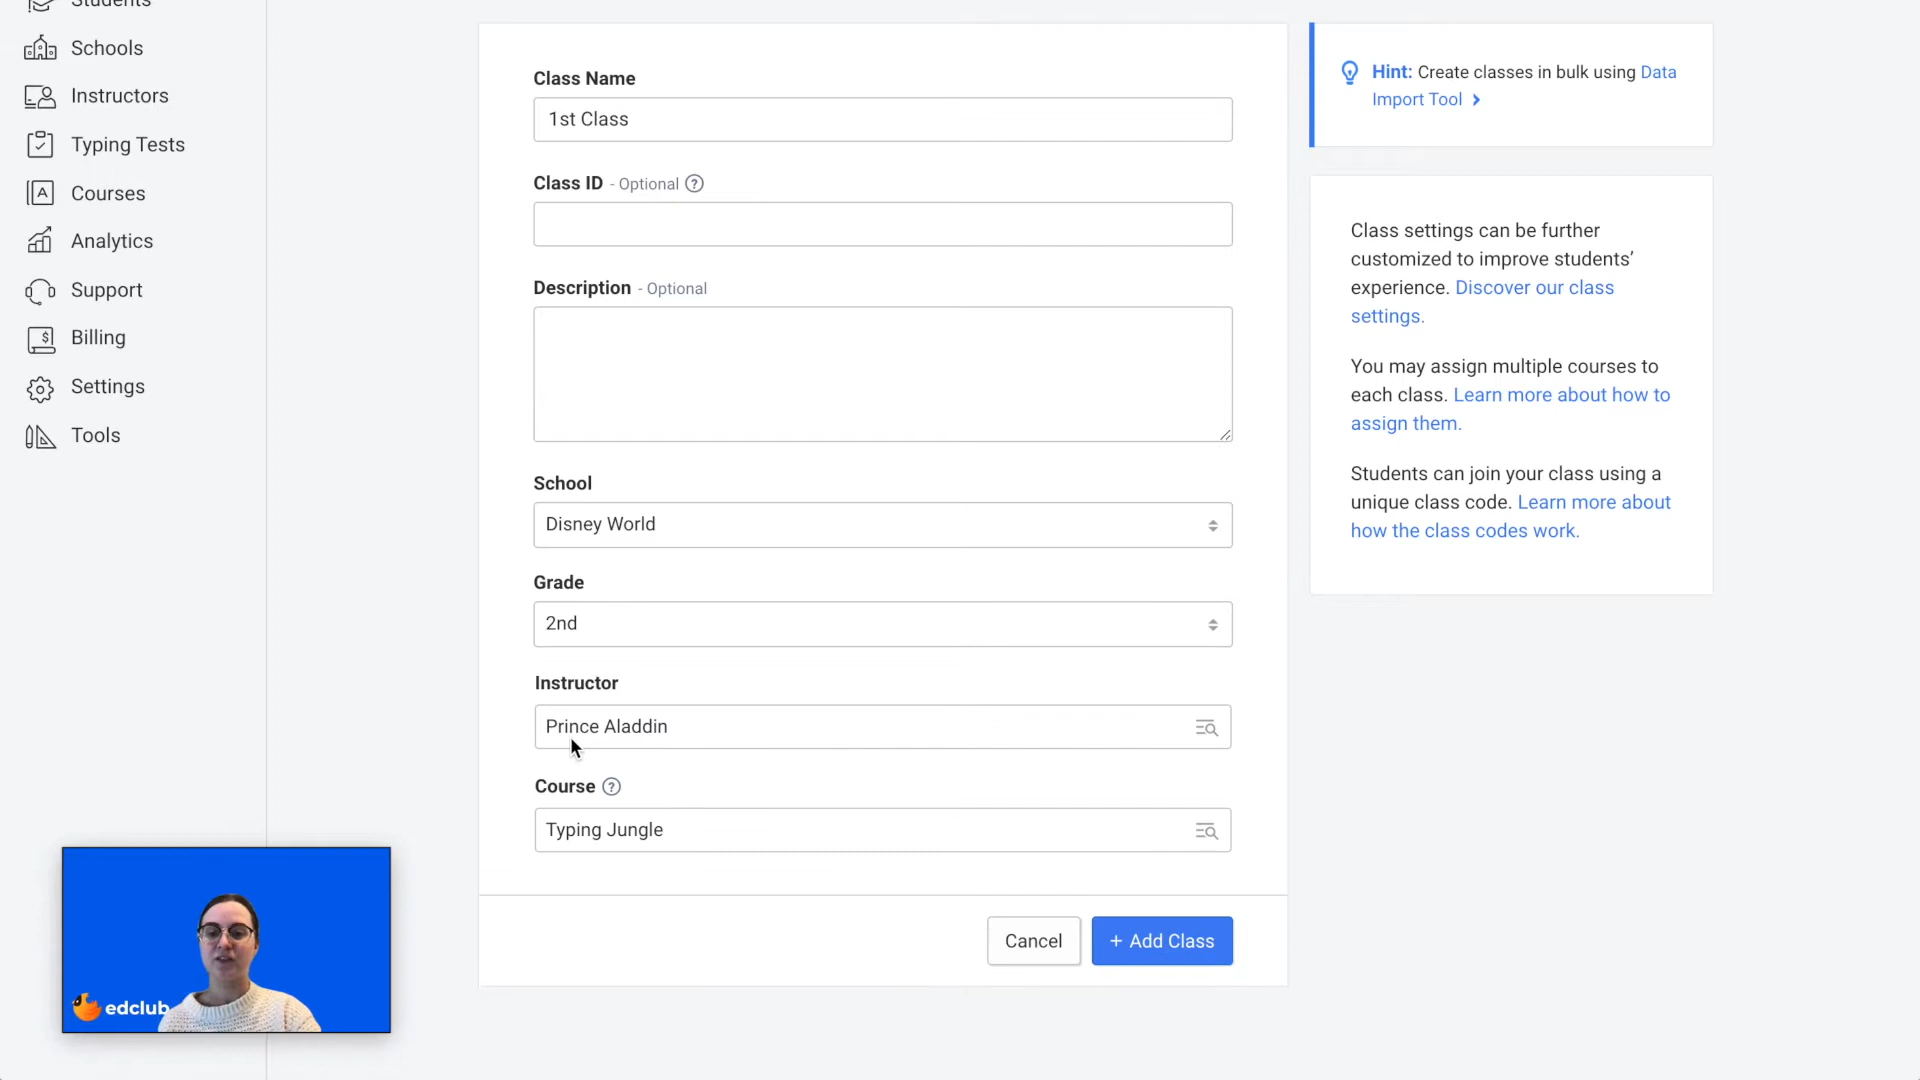 Students
Schools
Instructors
Typing Tests
Courses
Analytics
Support
Billing
Settings
Tools
Class Name
1st Class
Class ID - Optional ?
Description - Optional
School
Disney World
Grade
2nd
Instructor
Prince Aladdin
Course ?
Typing Jungle
Cancel
+ Add Class
Hint: Create classes in bulk using Data
Import Tool >
Class settings can be further
customized to improve students’
experience. Discover our class
settings.
You may assign multiple courses to
each class. Learn more about how to
assign them.
Students can join your class using a
unique class code. Learn more about
how the class codes work.
edclub